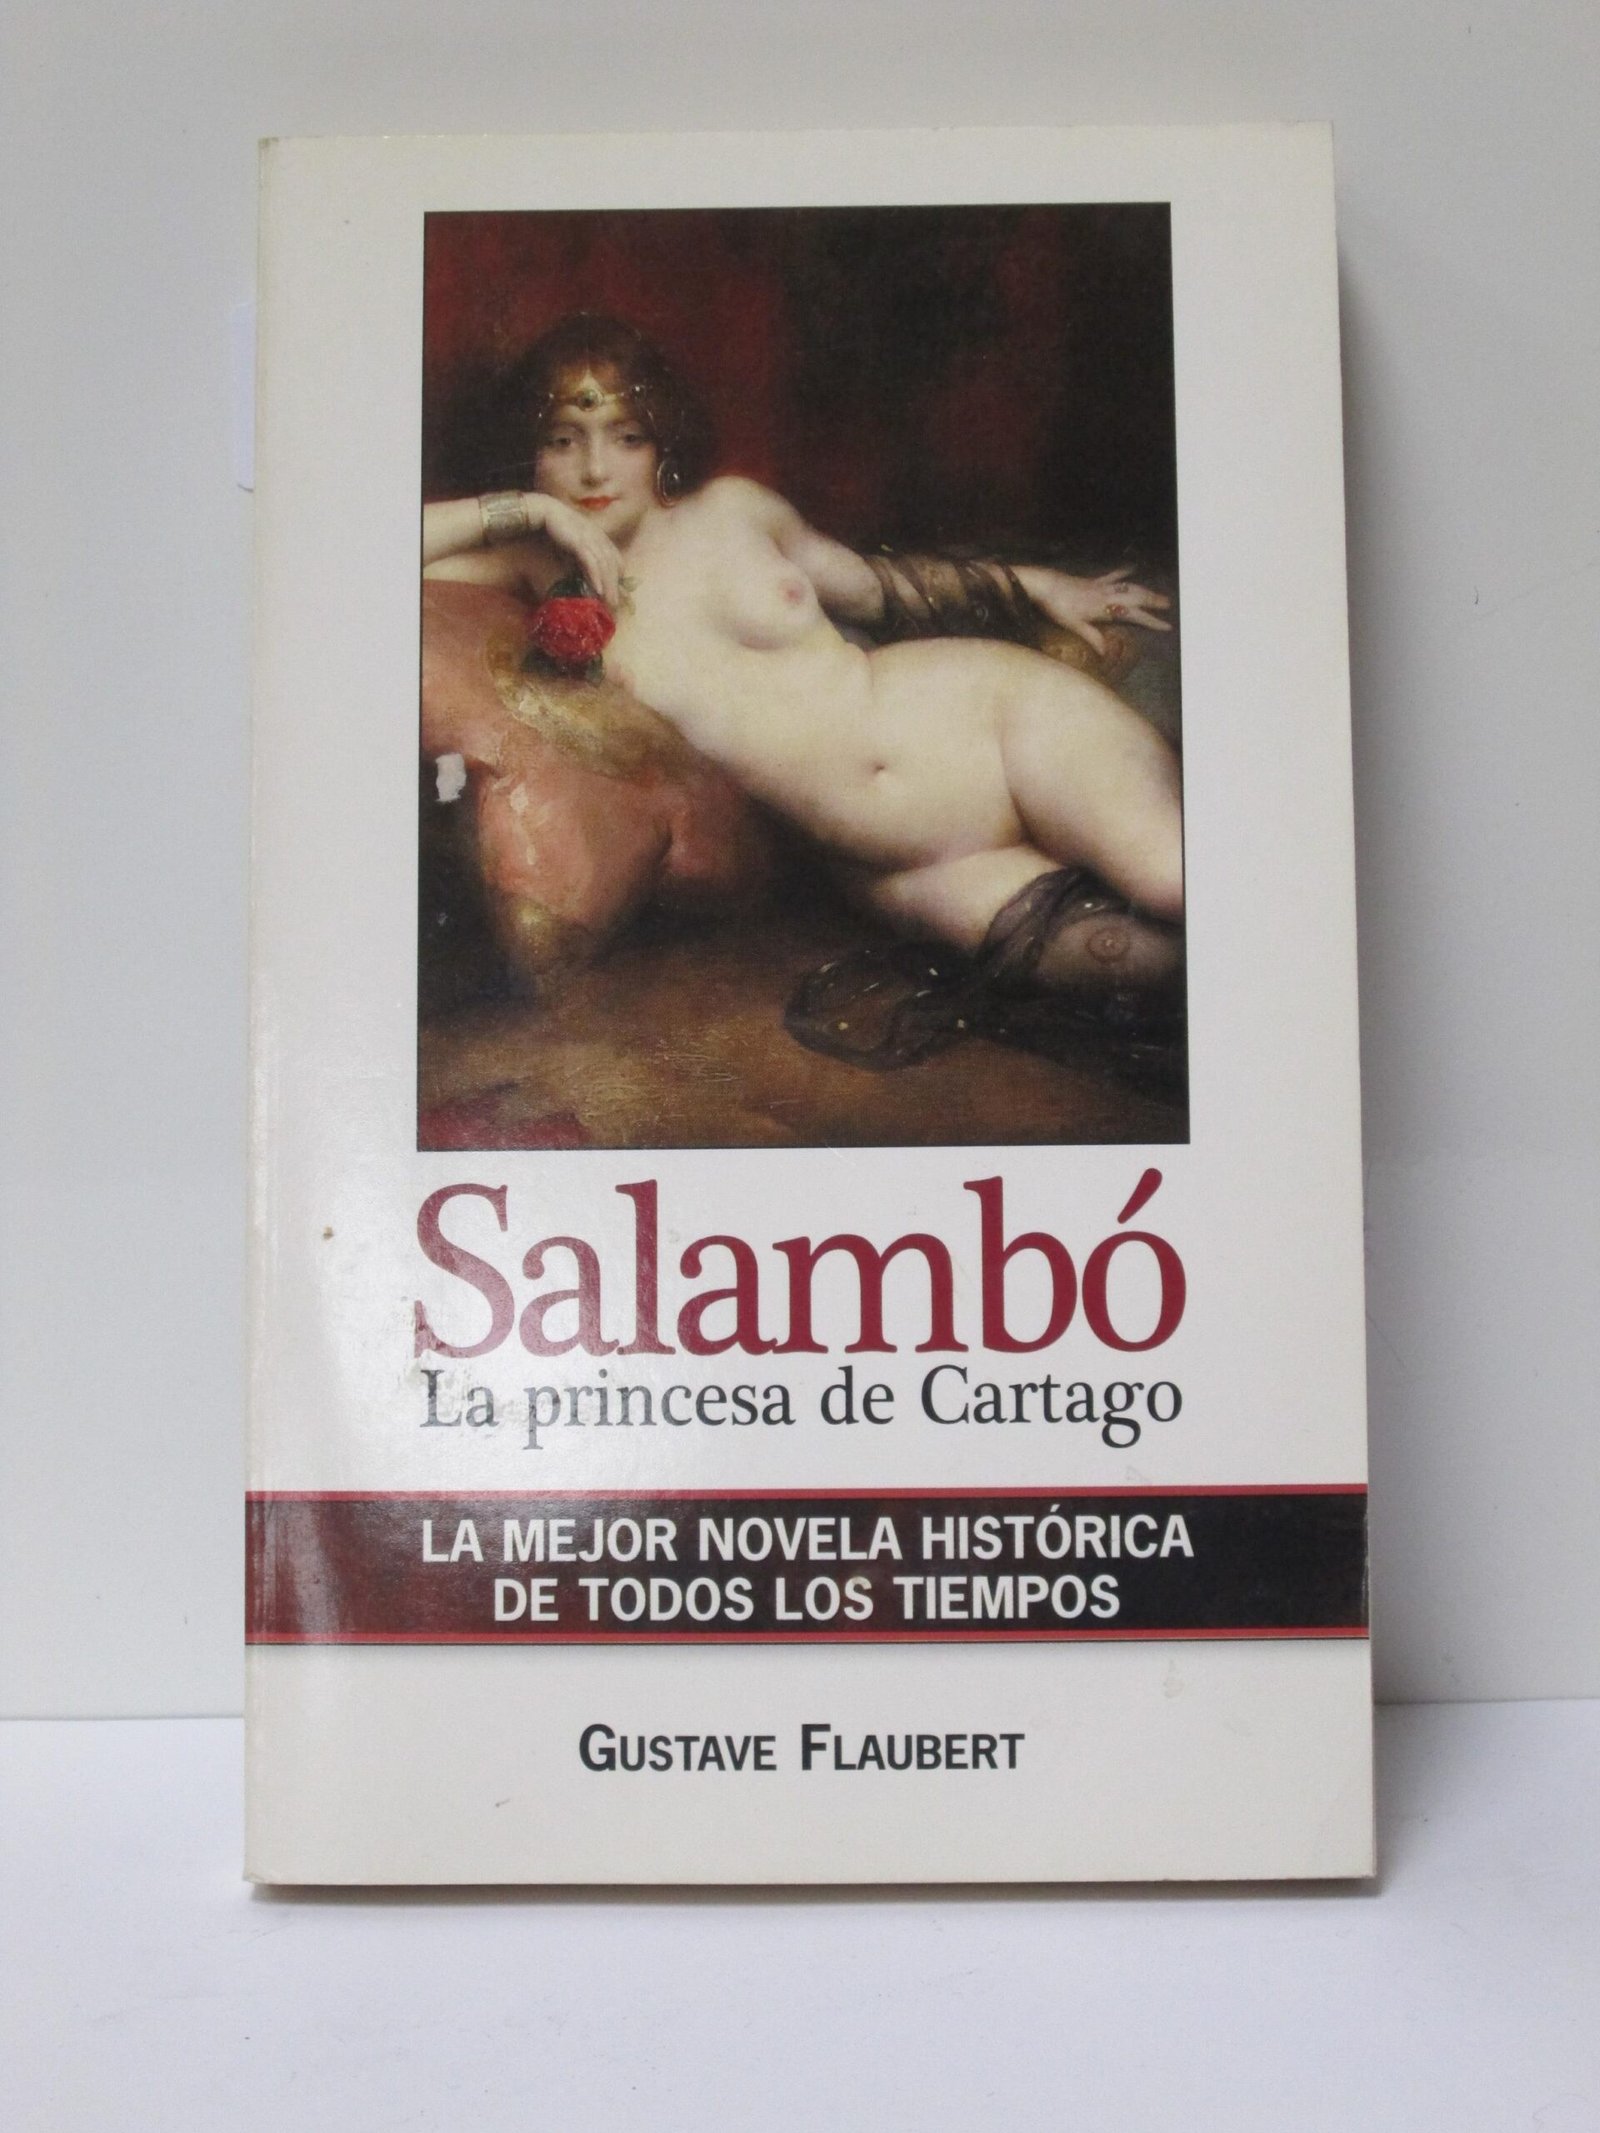 Salambó
La princesa de Cartago
LA MEJOR NOVELA HISTÓRICA
DE TODOS LOS TIEMPOS
GUSTAVE FLAUBERT